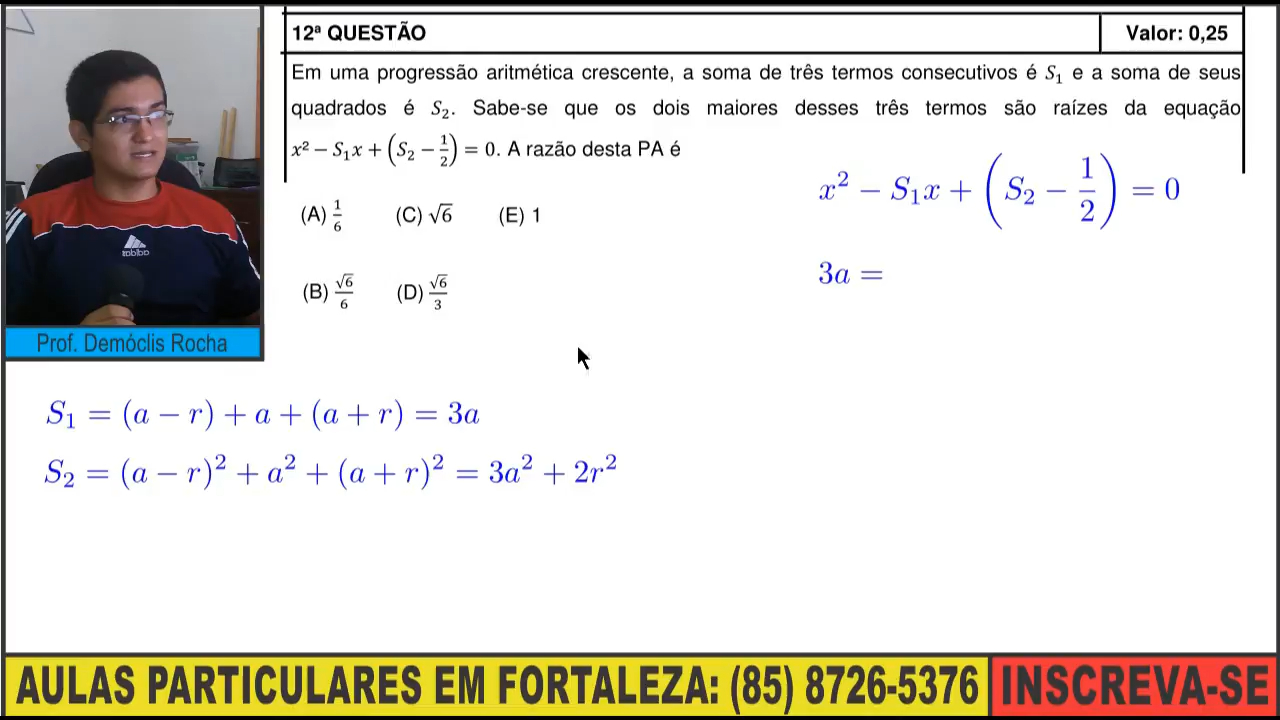 12ª QUESTÃO
Valor: 0,25
Em uma progressão aritmética crescente, a soma de três termos consecutivos é S₁ e a soma de seus
quadrados é S₂. Sabe-se que os dois maiores desses três termos são raízes da equação
x² − S₁x + (S₂ − 1/2) = 0. A razão desta PA é
(A) 1/6 (C) √6 (E) 1
(B) √6/6 (D) √6/3
x² − S₁x + (S₂ − 1/2) = 0
3a =
Prof. Demóclis Rocha
S₁ = (a − r) + a + (a + r) = 3a
S₂ = (a − r)² + a² + (a + r)² = 3a² + 2r²
AULAS PARTICULARES EM FORTALEZA: (85) 8726-5376
INSCREVA-SE